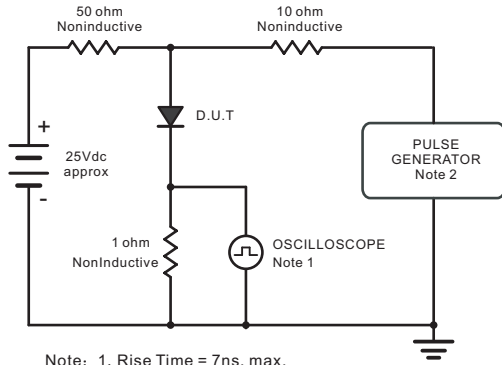 50 ohm
Noninductive
10 ohm
Noninductive
D.U.T
+
25Vdc
approx
-
PULSE
GENERATOR
Note 2
1 ohm
NonInductive
OSCILLOSCOPE
Note 1
Note: 1. Rise Time = 7ns, max.